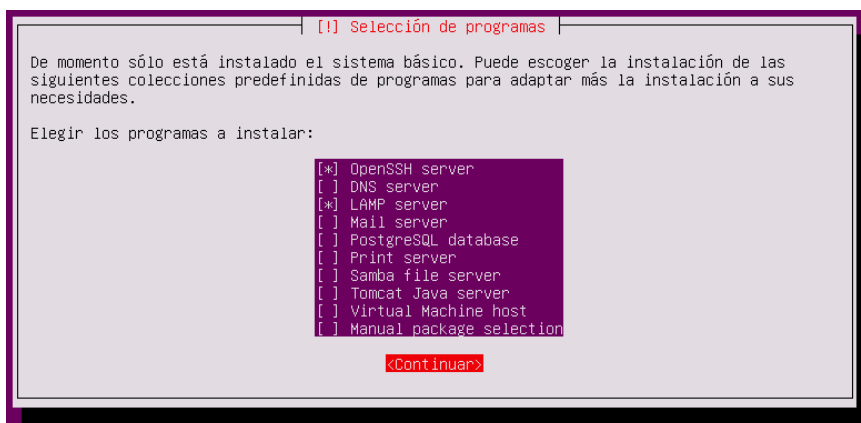 [!] Selección de programas
De momento sólo está instalado el sistema básico. Puede escoger la instalación de las
siguientes colecciones predefinidas de programas para adaptar más la instalación a sus
necesidades.
Elegir los programas a instalar:
[*] OpenSSH server
[ ] DNS server
[*] LAMP server
[ ] Mail server
[ ] PostgreSQL database
[ ] Print server
[ ] Samba file server
[ ] Tomcat Java server
[ ] Virtual Machine host
[ ] Manual package selection
<Continuar>